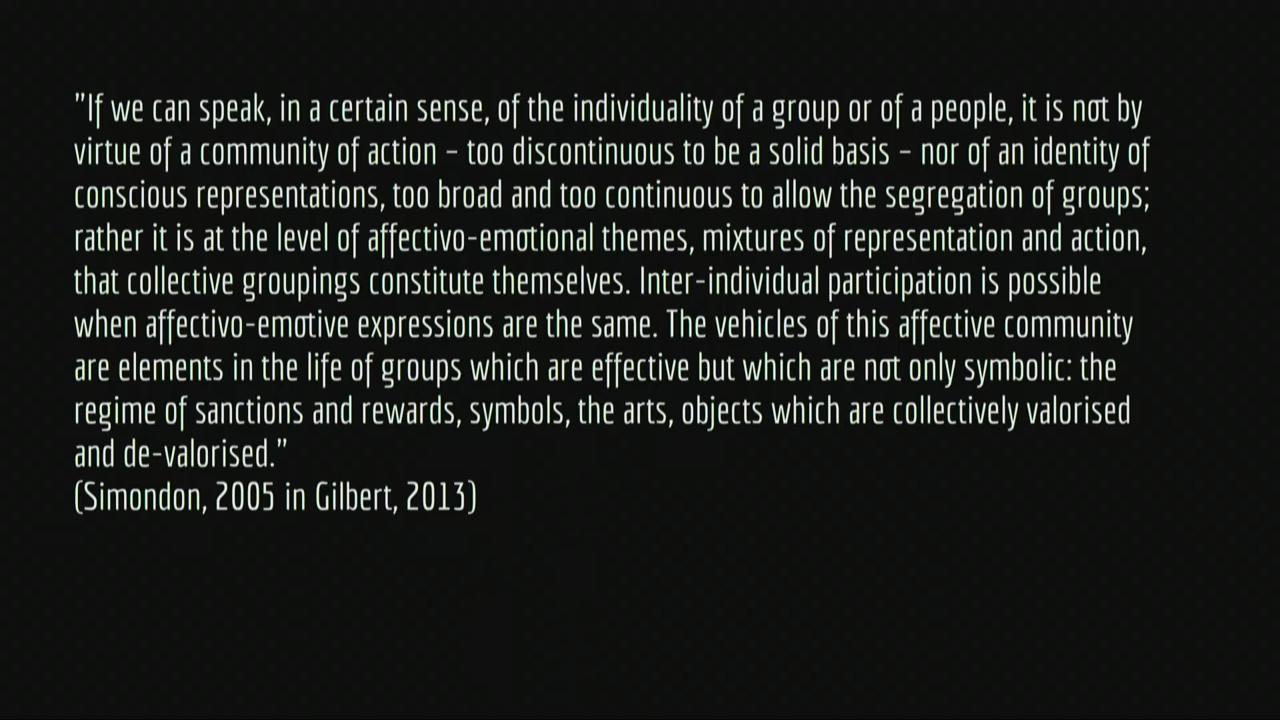 "If we can speak, in a certain sense, of the individuality of a group or of a people, it is not by
virtue of a community of action – too discontinuous to be a solid basis – nor of an identity of
conscious representations, too broad and too continuous to allow the segregation of groups;
rather it is at the level of affectivo-emotional themes, mixtures of representation and action,
that collective groupings constitute themselves. Inter-individual participation is possible
when affectivo-emotive expressions are the same. The vehicles of this affective community
are elements in the life of groups which are effective but which are not only symbolic: the
regime of sanctions and rewards, symbols, the arts, objects which are collectively valorised
and de-valorised."
(Simondon, 2005 in Gilbert, 2013)